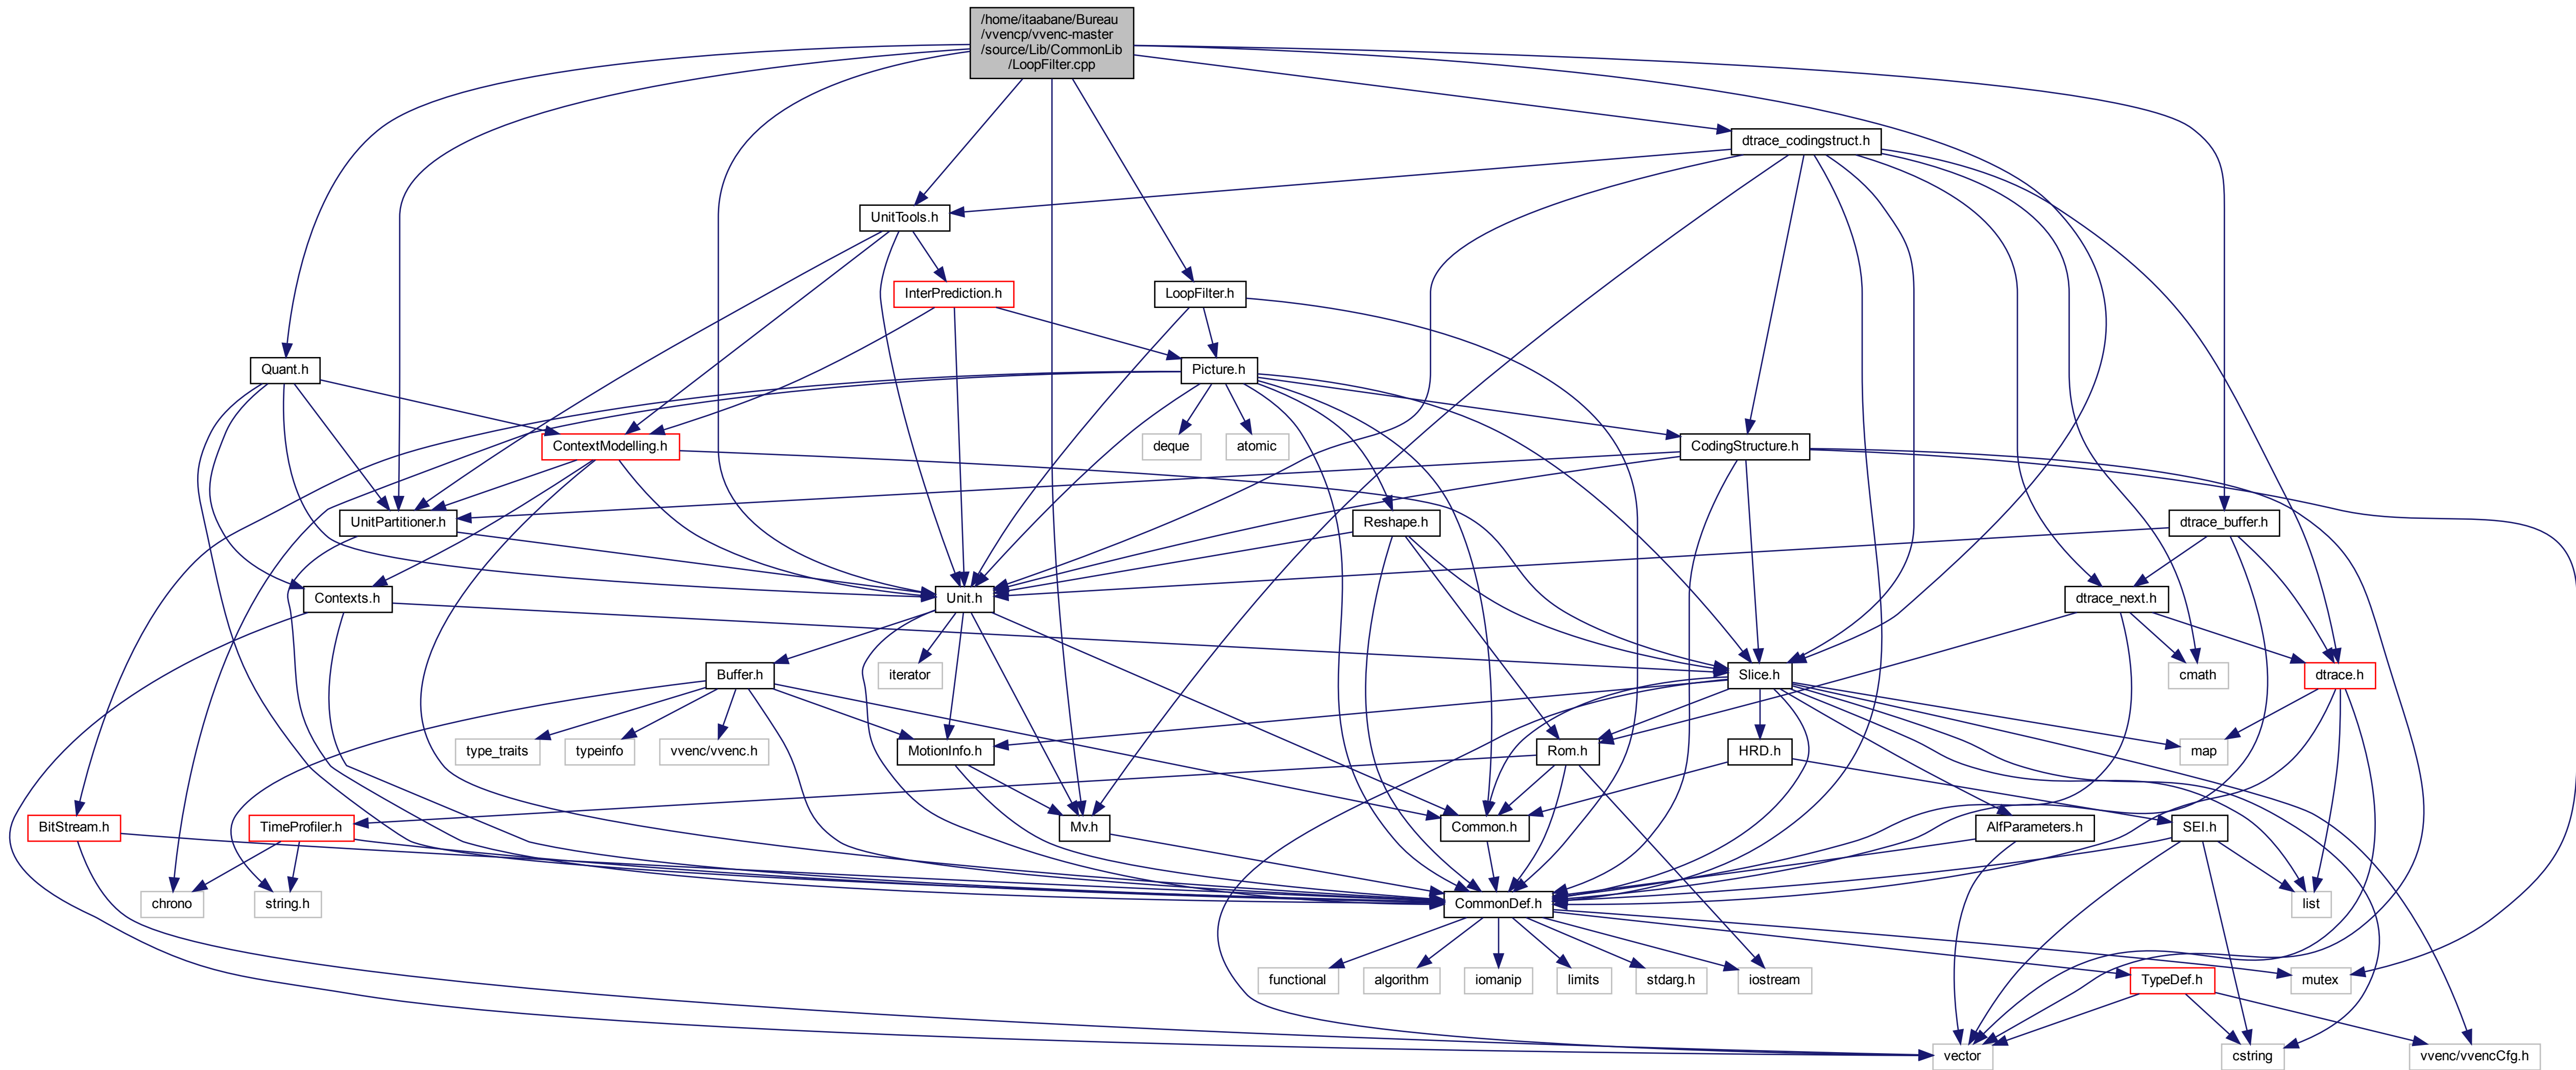 /home/itaabane/Bureau
/vvencp/vvenc-master
/source/Lib/CommonLib
/LoopFilter.cpp
dtrace_codingstruct.h
UnitTools.h
InterPrediction.h
LoopFilter.h
Quant.h
Picture.h
ContextModelling.h
deque
atomic
CodingStructure.h
UnitPartitioner.h
Reshape.h
dtrace_buffer.h
Contexts.h
Unit.h
dtrace_next.h
Buffer.h
iterator
Slice.h
cmath
dtrace.h
type_traits
typeinfo
vvenc/vvenc.h
MotionInfo.h
Rom.h
HRD.h
map
BitStream.h
TimeProfiler.h
Mv.h
Common.h
AlfParameters.h
SEI.h
chrono
string.h
CommonDef.h
list
functional
algorithm
iomanip
limits
stdarg.h
iostream
TypeDef.h
mutex
vector
cstring
vvenc/vvencCfg.h